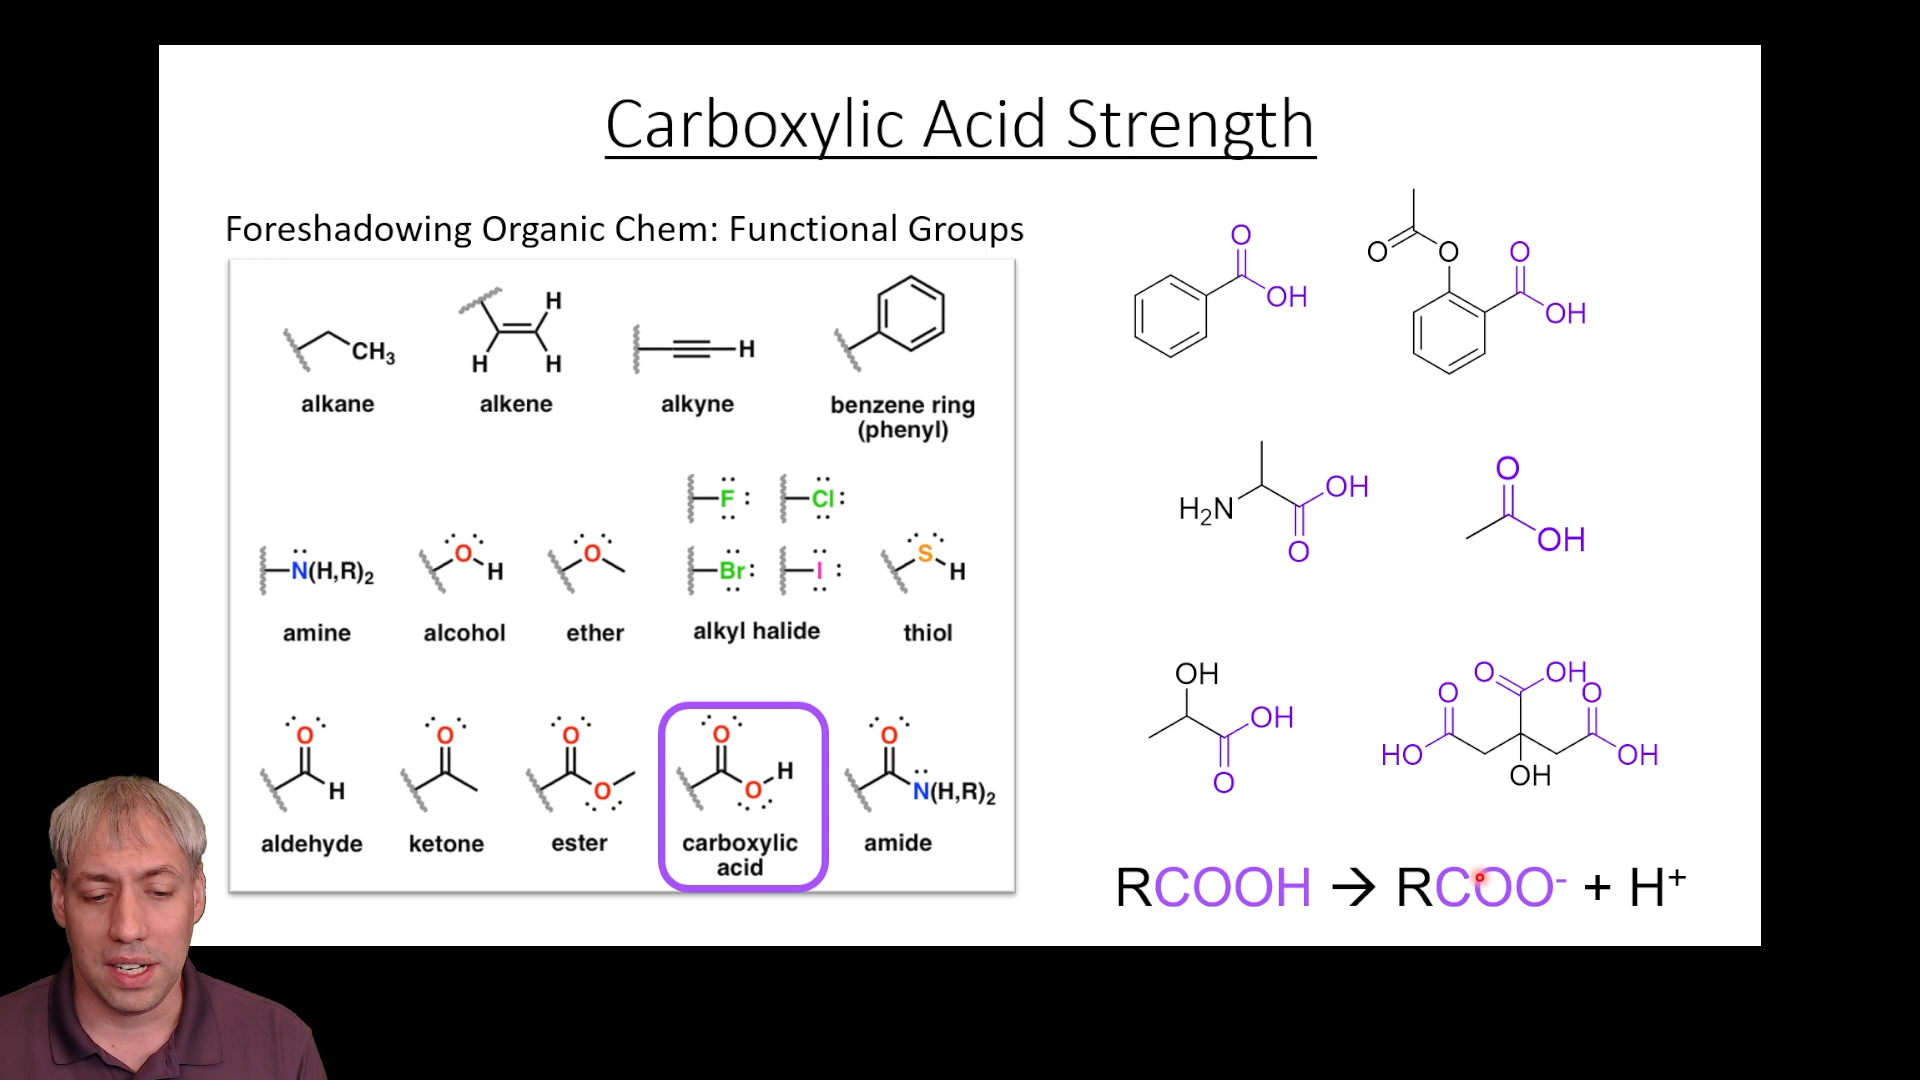 Carboxylic Acid Strength
Foreshadowing Organic Chem: Functional Groups
CH₃
H
H
H
H
alkane
alkene
alkyne
benzene ring
(phenyl)
F
Cl
N(H,R)₂
O
H
O
Br
I
S
H
amine
alcohol
ether
alkyl halide
thiol
O
H
O
O
O
O
O
H
O
N(H,R)₂
aldehyde
ketone
ester
carboxylic
acid
amide
O
OH
O
O
O
OH
H₂N
OH
O
O
OH
OH
OH
O
O
OH
O
O
HO
OH
OH
RCOOH → RCOO⁻ + H⁺